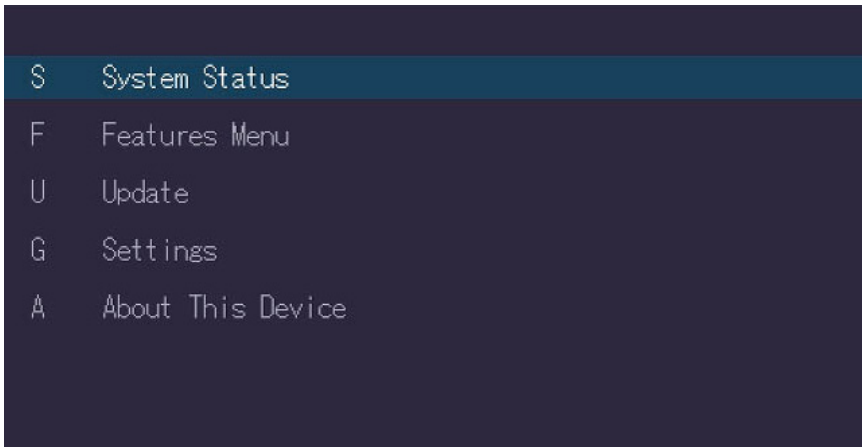 S System Status
F Features Menu
U Update
G Settings
A About This Device